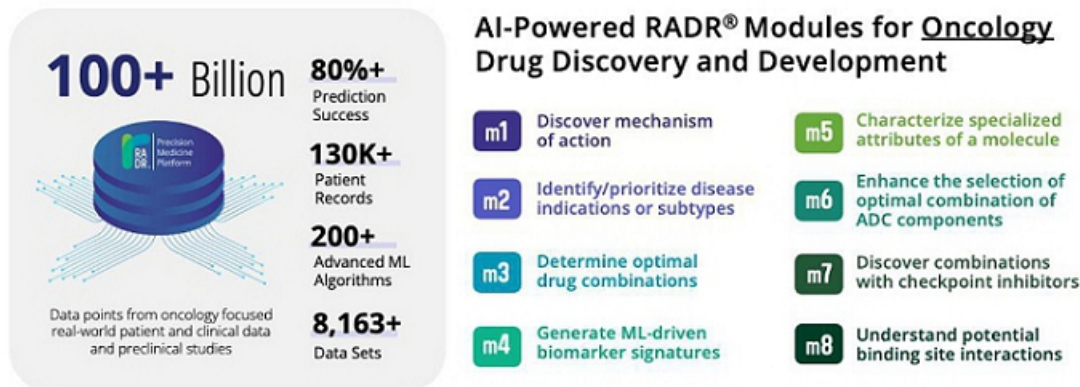 100+ Billion
RADR.
Precision
Medicine
Platform
Data points from oncology focused
real-world patient and clinical data
and preclinical studies
80%+
Prediction
Success
130K+
Patient
Records
200+
Advanced ML
Algorithms
8,163+
Data Sets
AI-Powered RADR® Modules for Oncology
Drug Discovery and Development
m1
Discover mechanism
of action
m2
Identify/prioritize disease
indications or subtypes
m3
Determine optimal
drug combinations
m4
Generate ML-driven
biomarker signatures
m5
Characterize specialized
attributes of a molecule
m6
Enhance the selection of
optimal combination of
ADC components
m7
Discover combinations
with checkpoint inhibitors
m8
Understand potential
binding site interactions